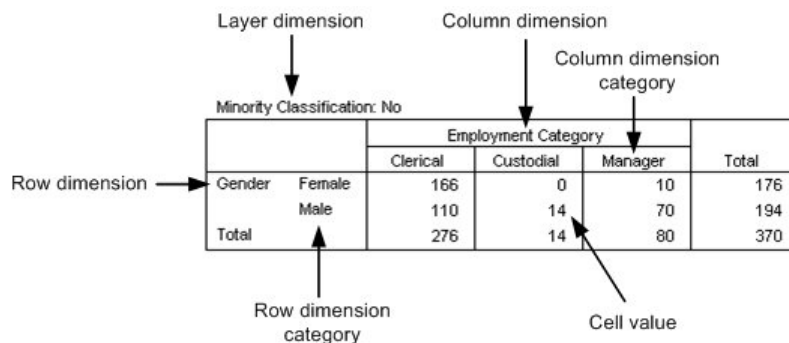 Layer dimension
Column dimension
Column dimension
category
Minority Classification: No
Employment Category
Clerical Custodial Manager Total
Row dimension Gender Female 166 0 10 176
Male 110 14 70 194
Total 276 14 80 370
Row dimension
category
Cell value